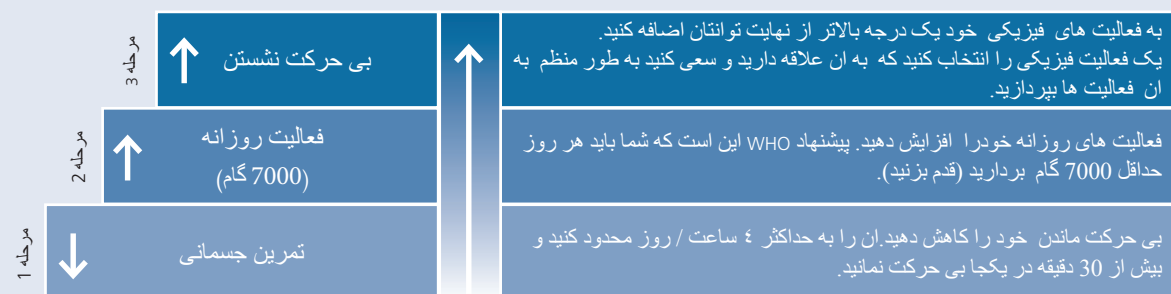 به فعالیت های فیزیکی خود یک درجه بالاتر از نهایت توانتان اضافه کنید.
یک فعالیت فیزیکی را انتخاب کنید که به ان علاقه دارید و سعی کنید به طور منظم به
ان فعالیت ها بپردازید.
بی حرکت نشستن
مرحله 3
فعالیت های روزانه خودرا افزایش دهید. پیشنهاد WHO این است که شما باید هر روز
حداقل 7000 گام بردارید (قدم بزنید).
فعالیت روزانه
(7000 گام)
مرحله 2
بی حرکت ماندن خود را کاهش دهید.ان را به حداکثر ٤ ساعت / روز محدود کنید و
بیش از 30 دقیقه در یکجا بی حرکت نمانید.
تمرین جسمانی
مرحله 1